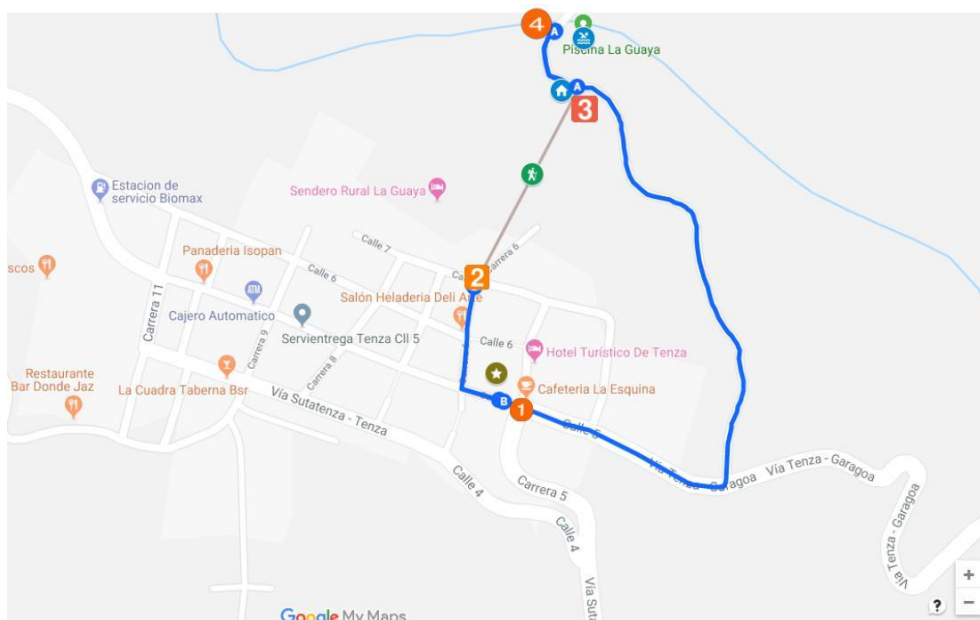 4
A
Piscina La Guaya
A
3
Estacion de
servicio Biomax
Sendero Rural La Guaya
Calle 7
Carrera 6
Panaderia Isopan
scos
Calle 6
2
Carrera 11
ATM
Cajero Automatico
Salón Heladeria Deli Arte
Servientrega Tenza Cll 5
Carrera 9
Calle 6
Hotel Turístico De Tenza
Restaurante
Bar Donde Jaz
La Cuadra Taberna Bsr
Carrera 8
Cafeteria La Esquina
B
1
Vía Sutatenza - Tenza
Calle 5
Vía Tenza - Garagoa
Vía Tenza - Garagoa
Calle 4
Carrera 5
Calle 4
Vía Tenza - Garagoa
Vía Sut
+
?
−
Google My Maps